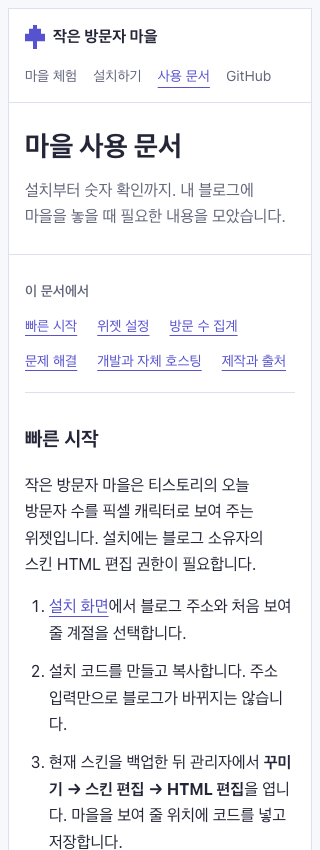 작은 방문자 마을
마을 체험 설치하기 사용 문서 GitHub
마을 사용 문서
설치부터 숫자 확인까지. 내 블로그에
마을을 놓을 때 필요한 내용을 모았습니다.
이 문서에서
빠른 시작 위젯 설정 방문 수 집계
문제 해결 개발과 자체 호스팅 제작과 출처
빠른 시작
작은 방문자 마을은 티스토리의 오늘
방문자 수를 픽셀 캐릭터로 보여 주는
위젯입니다. 설치에는 블로그 소유자의
스킨 HTML 편집 권한이 필요합니다.
1. 설치 화면에서 블로그 주소와 처음 보여
줄 계절을 선택합니다.
2. 설치 코드를 만들고 복사합니다. 주소
입력만으로 블로그가 바뀌지는 않습니
다.
3. 현재 스킨을 백업한 뒤 관리자에서 꾸미
기 → 스킨 편집 → HTML 편집을 엽니
다. 마을을 보여 줄 위치에 코드를 넣고
저장합니다.